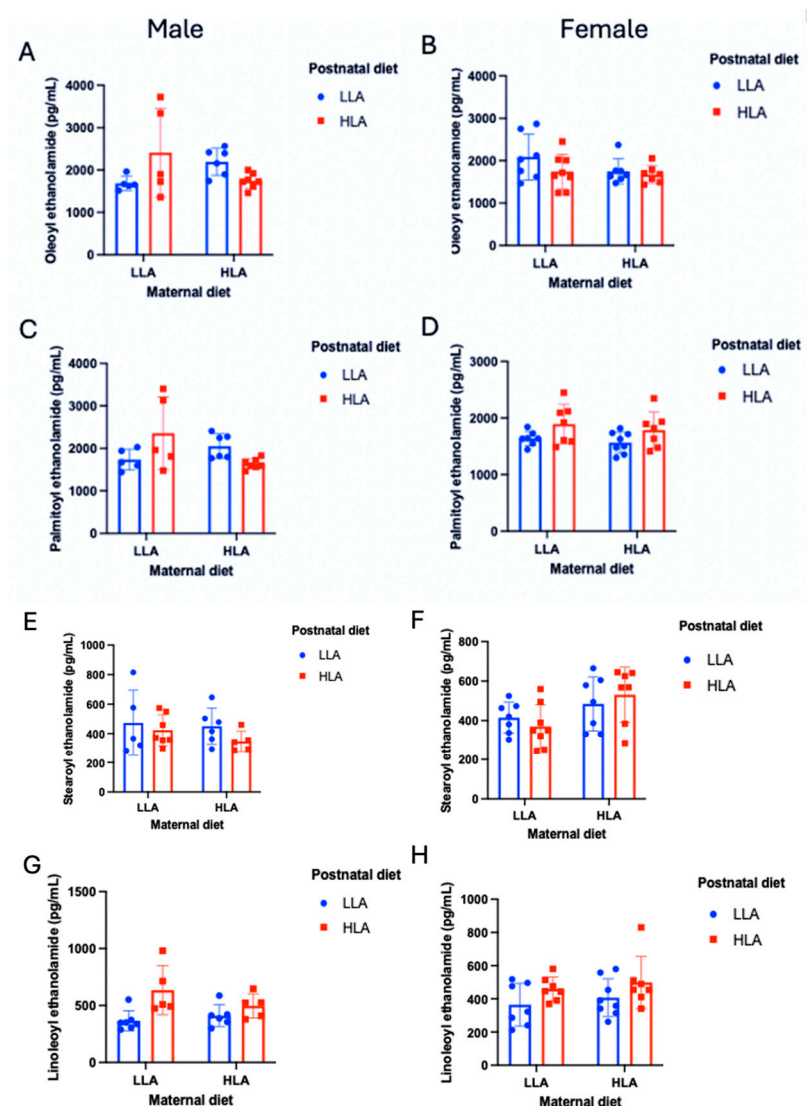 Male
Female
A
Postnatal diet
LLA
HLA
Oleoyl ethanolamide (pg/mL)
4000
3000
2000
1000
0
LLA
HLA
Maternal diet
B
Postnatal diet
LLA
HLA
Oleoyl ethanolamide (pg/mL)
4000
3000
2000
1000
0
LLA
HLA
Maternal diet
C
Postnatal diet
LLA
HLA
Palmitoyl ethanolamide (pg/mL)
4000
3000
2000
1000
0
LLA
HLA
Maternal diet
D
Postnatal diet
LLA
HLA
Palmitoyl ethanolamide (pg/mL)
3000
2000
1000
0
LLA
HLA
Maternal diet
E
Postnatal diet
LLA
HLA
Stearoyl ethanolamide (pg/mL)
1000
800
600
400
200
0
LLA
HLA
Maternal diet
F
Postnatal diet
LLA
HLA
Stearoyl ethanolamide (pg/mL)
800
600
400
200
0
LLA
HLA
Maternal diet
G
Postnatal diet
LLA
HLA
Linoleoyl ethanolamide (pg/mL)
1500
1000
500
0
LLA
HLA
Maternal diet
H
Postnatal diet
LLA
HLA
Linoleoyl ethanolamide (pg/mL)
1000
800
600
400
200
0
LLA
HLA
Maternal diet